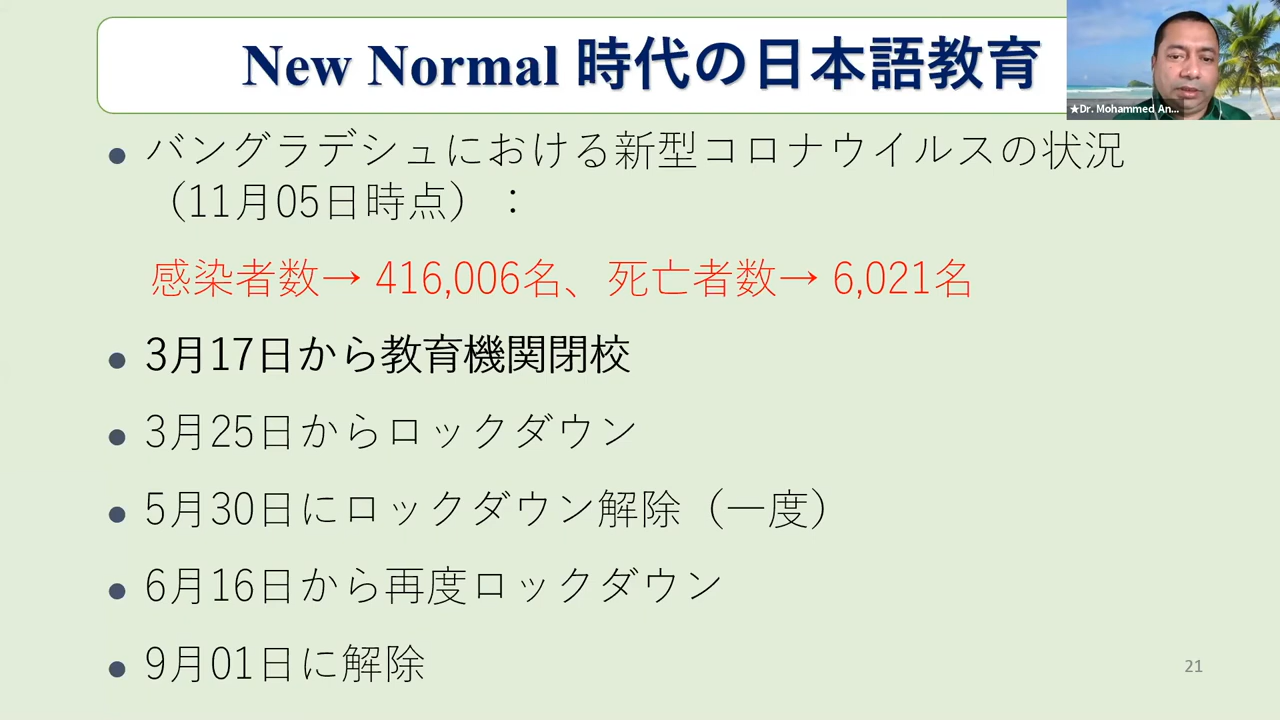 New Normal 時代の日本語教育
★Dr. Mohammed An...
● バングラデシュにおける新型コロナウイルスの状況
（11月05日時点）：
感染者数→ 416,006名、死亡者数→ 6,021名
● 3月17日から教育機関閉校
● 3月25日からロックダウン
● 5月30日にロックダウン解除（一度）
● 6月16日から再度ロックダウン
● 9月01日に解除
21